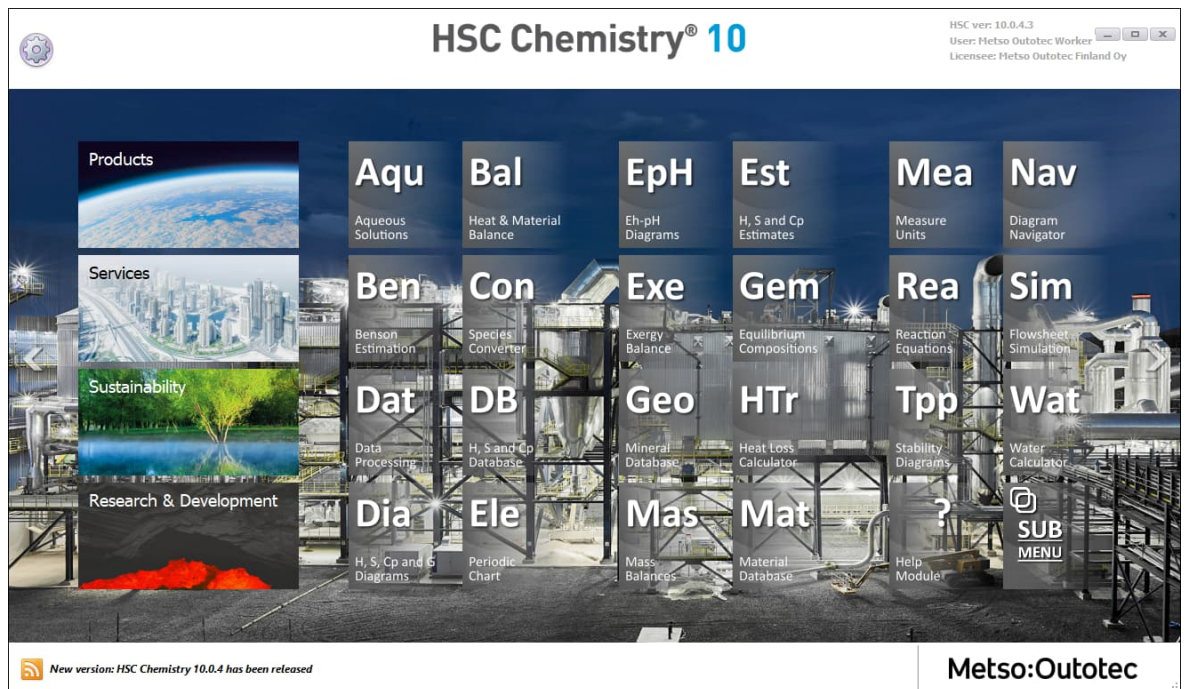 HSC Chemistry® 10
HSC ver: 10.0.4.3
User: Metso Outotec Worker
Licensee: Metso Outotec Finland Oy
Products
Services
Sustainability
Research & Development
Aqu
Aqueous
Solutions
Bal
Heat & Material
Balance
EpH
Eh-pH
Diagrams
Est
H, S and Cp
Estimates
Mea
Measure
Units
Nav
Diagram
Navigator
Ben
Benson
Estimation
Con
Species
Converter
Exe
Exergy
Balance
Gem
Equilibrium
Compositions
Rea
Reaction
Equations
Sim
Flowsheet
Simulation
Dat
Data
Processing
DB
H, S and Cp
Database
Geo
Mineral
Database
HTr
Heat Loss
Calculator
Tpp
Stability
Diagrams
Wat
Water
Calculator
Dia
H, S, Cp and G
Diagrams
Ele
Periodic
Chart
Mas
Mass
Balances
Mat
Material
Database
?
Help
Module
SUB
MENU
New version: HSC Chemistry 10.0.4 has been released
Metso:Outotec